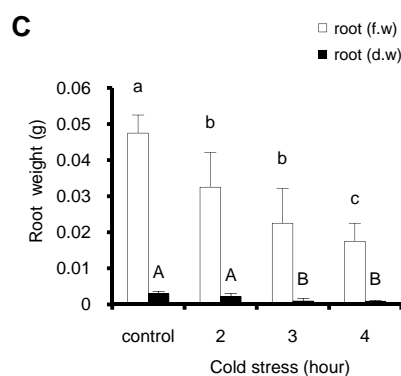 C
root (f.w)
root (d.w)
Root weight (g)
0.06
0.05
0.04
0.03
0.02
0.01
0
a
b
b
c
A
A
B
B
control
2
3
4
Cold stress (hour)